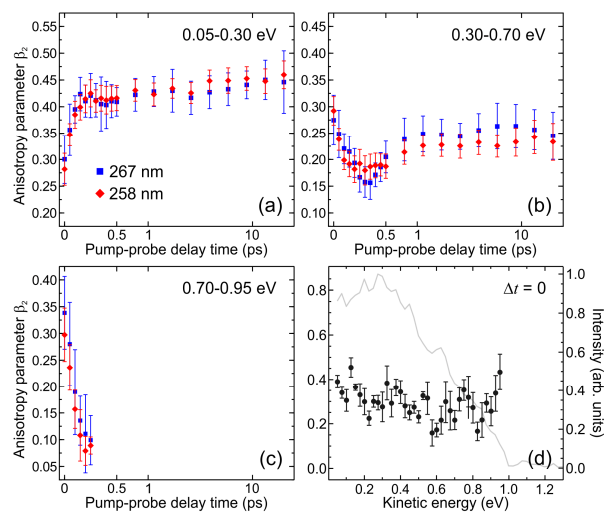 (a) 0.05-0.30 eV
Anisotropy parameter β₂
0.50
0.45
0.40
0.35
0.30
0.25
0.20
267 nm
258 nm
0 0.5 1 10
Pump-probe delay time (ps)
(b) 0.30-0.70 eV
0.40
0.35
0.30
0.25
0.20
0.15
0.10
0 0.5 1 10
Pump-probe delay time (ps)
(c) 0.70-0.95 eV
Anisotropy parameter β₂
0.40
0.35
0.30
0.25
0.20
0.15
0.10
0.05
0 0.5 1 10
Pump-probe delay time (ps)
(d) Δt = 0
0.8
0.6
0.4
0.2
0.0
1.0
0.8
0.6
0.4
0.2
0.0
Intensity (arb. units)
0.2 0.4 0.6 0.8 1.0 1.2
Kinetic energy (eV)